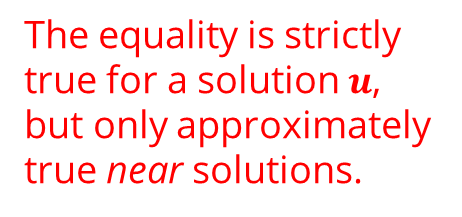 The equality is strictly
true for a solution u,
but only approximately
true near solutions.